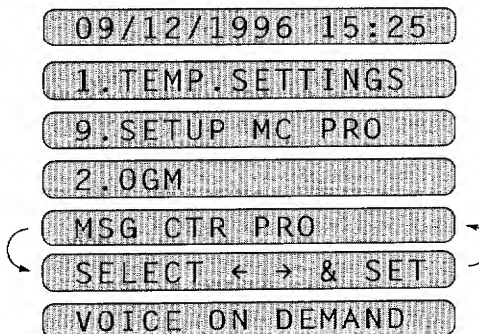 09/12/1996 15:25
1.TEMP.SETTINGS
9.SETUP MC PRO
2.OGM
MSG CTR PRO
SELECT ← → & SET
VOICE ON DEMAND